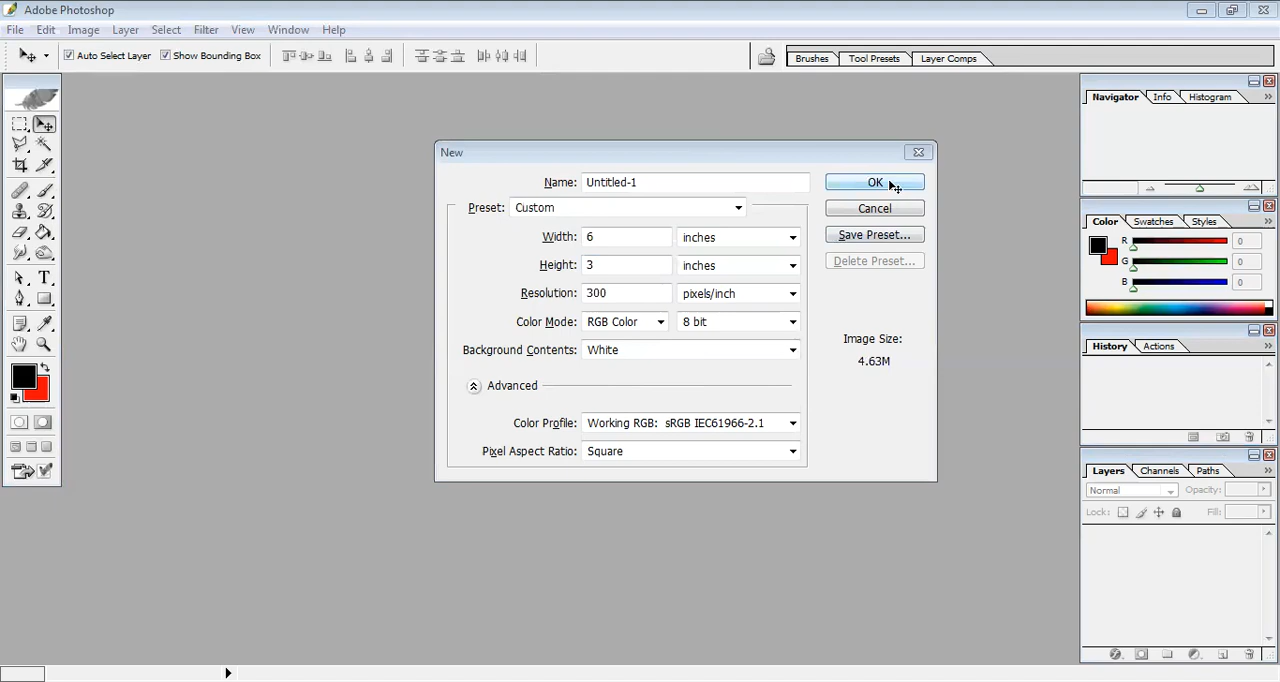 Adobe Photoshop
File Edit Image Layer Select Filter View Window Help
Auto Select Layer Show Bounding Box Brushes Tool Presets Layer Comps
Navigator Info Histogram
New
Name: Untitled-1 OK
Preset: Custom Cancel
Width: 6 inches Save Preset...
Height: 3 inches Delete Preset...
Resolution: 300 pixels/inch
Color Mode: RGB Color 8 bit
Image Size:
Background Contents: White
4.63M
Advanced
Color Profile: Working RGB: sRGB IEC61966-2.1
Pixel Aspect Ratio: Square
Color Swatches Styles
R 0
G 0
B 0
History Actions
Layers Channels Paths
Normal Opacity:
Lock: Fill: